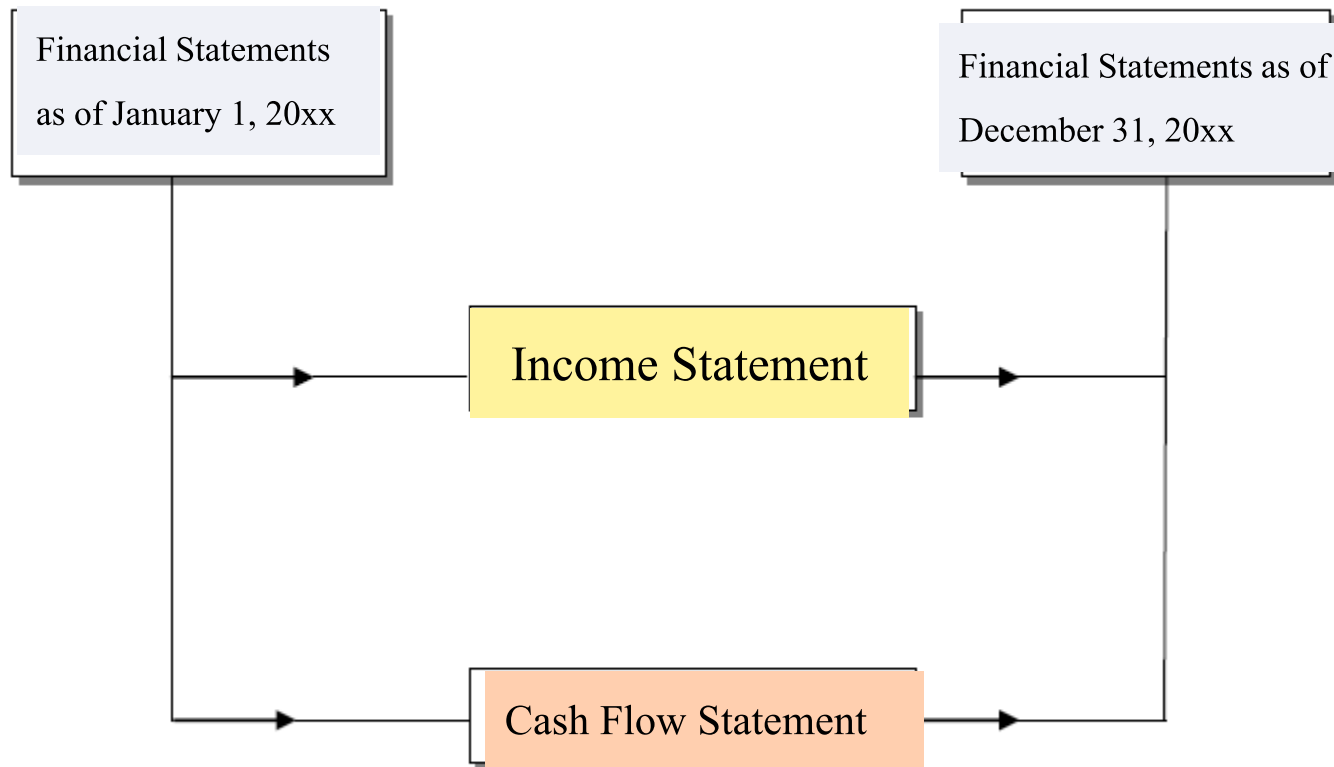 Financial Statements
as of January 1, 20xx
Financial Statements as of
December 31, 20xx
Income Statement
Cash Flow Statement